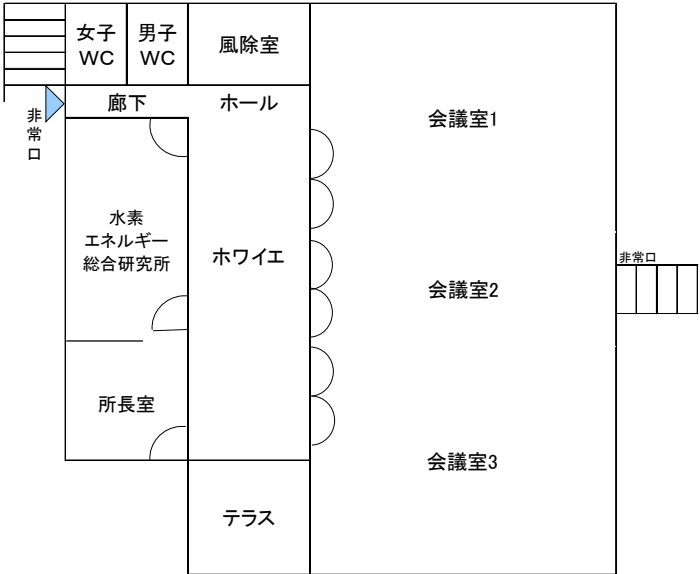 女子
WC
男子
WC
風除室
廊下
ホール
非常口
会議室1
水素
エネルギー
総合研究所
ホワイエ
会議室2
非常口
所長室
会議室3
テラス